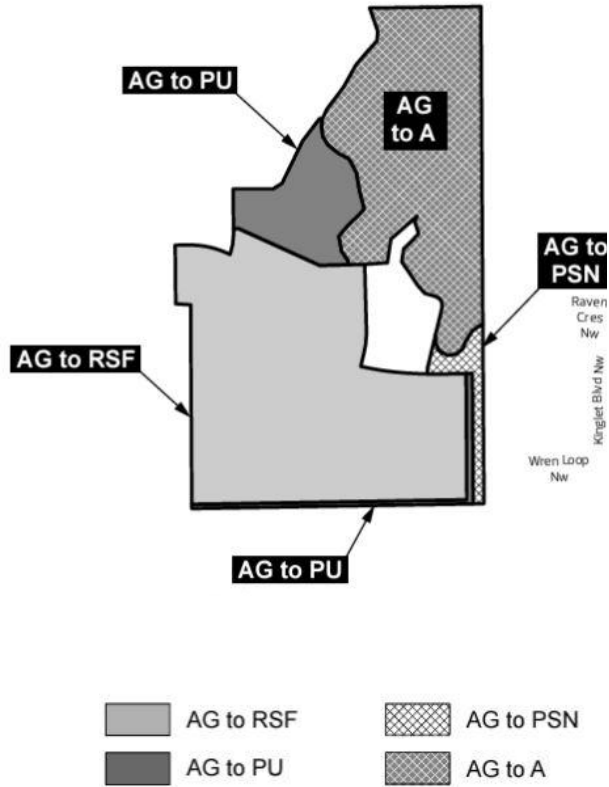 AG to PU
AG
to A
AG to
PSN
Raven
Cres
Nw
AG to RSF
Kinglet Blvd Nw
Wren Loop
Nw
AG to PU
AG to RSF
AG to PSN
AG to PU
AG to A